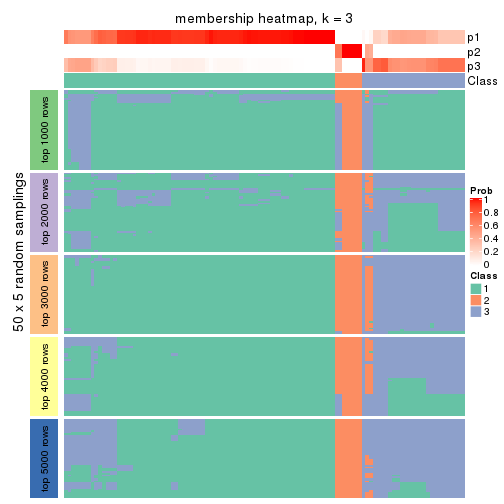 membership heatmap, k = 3
p1
p2
p3
Class
50 x 5 random samplings
top 1000 rows
top 2000 rows
top 3000 rows
top 4000 rows
top 5000 rows
Prob
1
0.8
0.6
0.4
0.2
0
Class
1
2
3